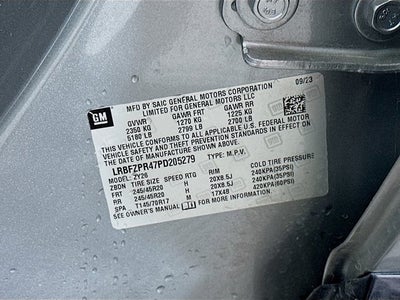 GM
MFD BY SAIC GENERAL MOTORS CORPORATION
LIMITED FOR GENERAL MOTORS LLC
09/23
GVWR GAWR FRT GAWR RR
2350 KG 1270 KG 1225 KG
5180 LB 2799 LB 2700 LB
THIS VEHICLE CONFORMS TO ALL APPLICABLE U.S. FEDERAL MOTOR
VEHICLE SAFETY AND THEFT PREVENTION STANDARDS IN EFFECT ON
THE DATE OF MANUFACTURE SHOWN ABOVE.
LRBFZPR47PD205279 TYPE: M.P.V.
MODEL: ZY26
ZBON TIRE SIZE SPEED RTG RIM COLD TIRE PRESSURE
FRT 245/45R20 H 20X8.5J 240KPA(35PSI)
RR 245/45R20 H 20X8.5J 240KPA(35PSI)
SPA T145/70R17 M 17X4B 420KPA(60PSI)
SEE OWNER'S MANUAL FOR ADDITIONAL INFORMATION.